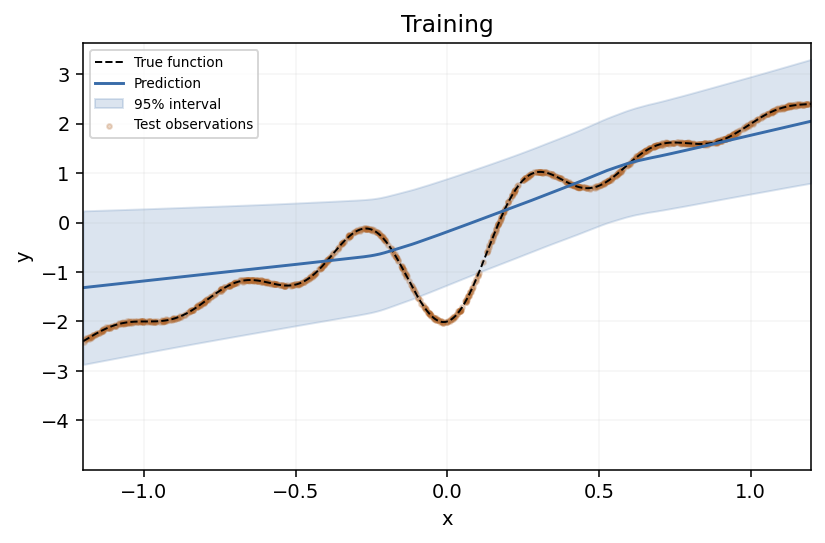 Training
True function
Prediction
95% interval
Test observations
3
2
1
0
−1
−2
−3
−4
y
−1.0
−0.5
0.0
0.5
1.0
x